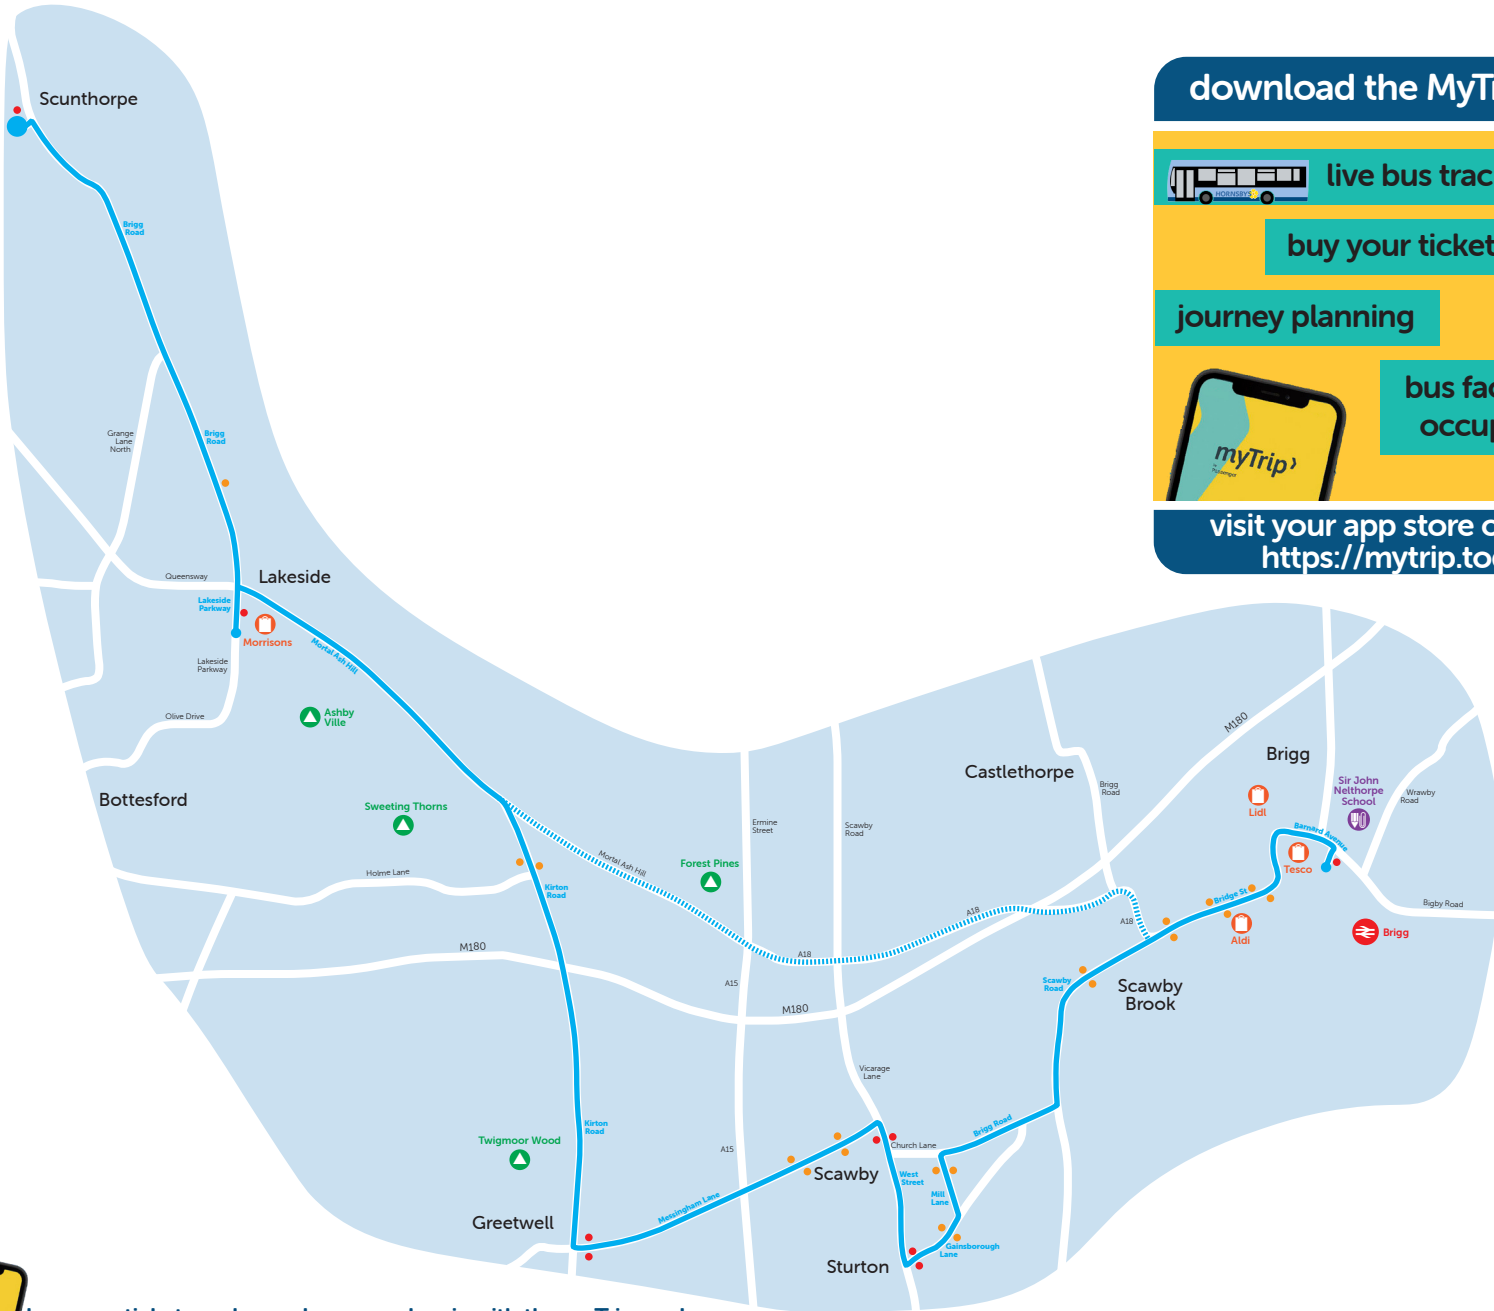 Scunthorpe
Brigg
Road
Grange
Lane
North
Brigg
Road
Queensway
Lakeside
Lakeside
Parkway
Morrisons
Mortal Ash Hill
Lakeside
Parkway
Olive Drive
Ashby
Ville
Bottesford
Sweeting Thorns
Holme Lane
Kirton
Road
Mortal Ash Hill
Forest Pines
Ermine
Street
Scawby
Road
M180
A18
A15
M180
A18
A18
Castlethorpe
Brigg
Road
M180
Brigg
Lidl
Sir John
Nelthorpe
School
Wrawby
Road
Barnard Avenue
Tesco
Bridge St
Aldi
Brigg
Bigby Road
Scawby
Road
Scawby
Brook
Vicarage
Lane
Kirton
Road
Twigmoor Wood
A15
Greetwell
Messingham Lane
Scawby
Church Lane
Brigg Road
West
Street
Mill
Lane
Gainsborough
Lane
Sturton
download the MyT
HORNSBYS
live bus trac
buy your ticket
journey planning
bus fac
occup
myTrip
Passenger
visit your app store
https://mytrip.to